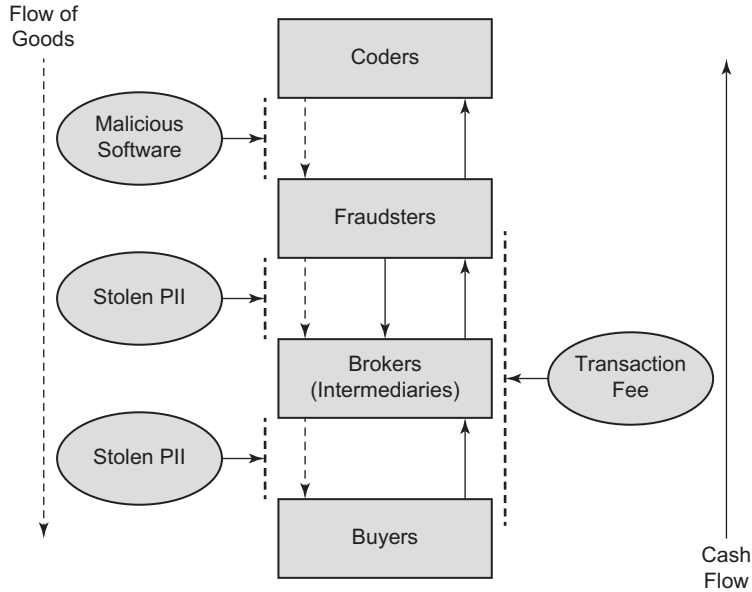 Flow of
Goods
Coders
Malicious
Software
Fraudsters
Stolen PII
Brokers
(Intermediaries)
Transaction
Fee
Stolen PII
Buyers
Cash
Flow